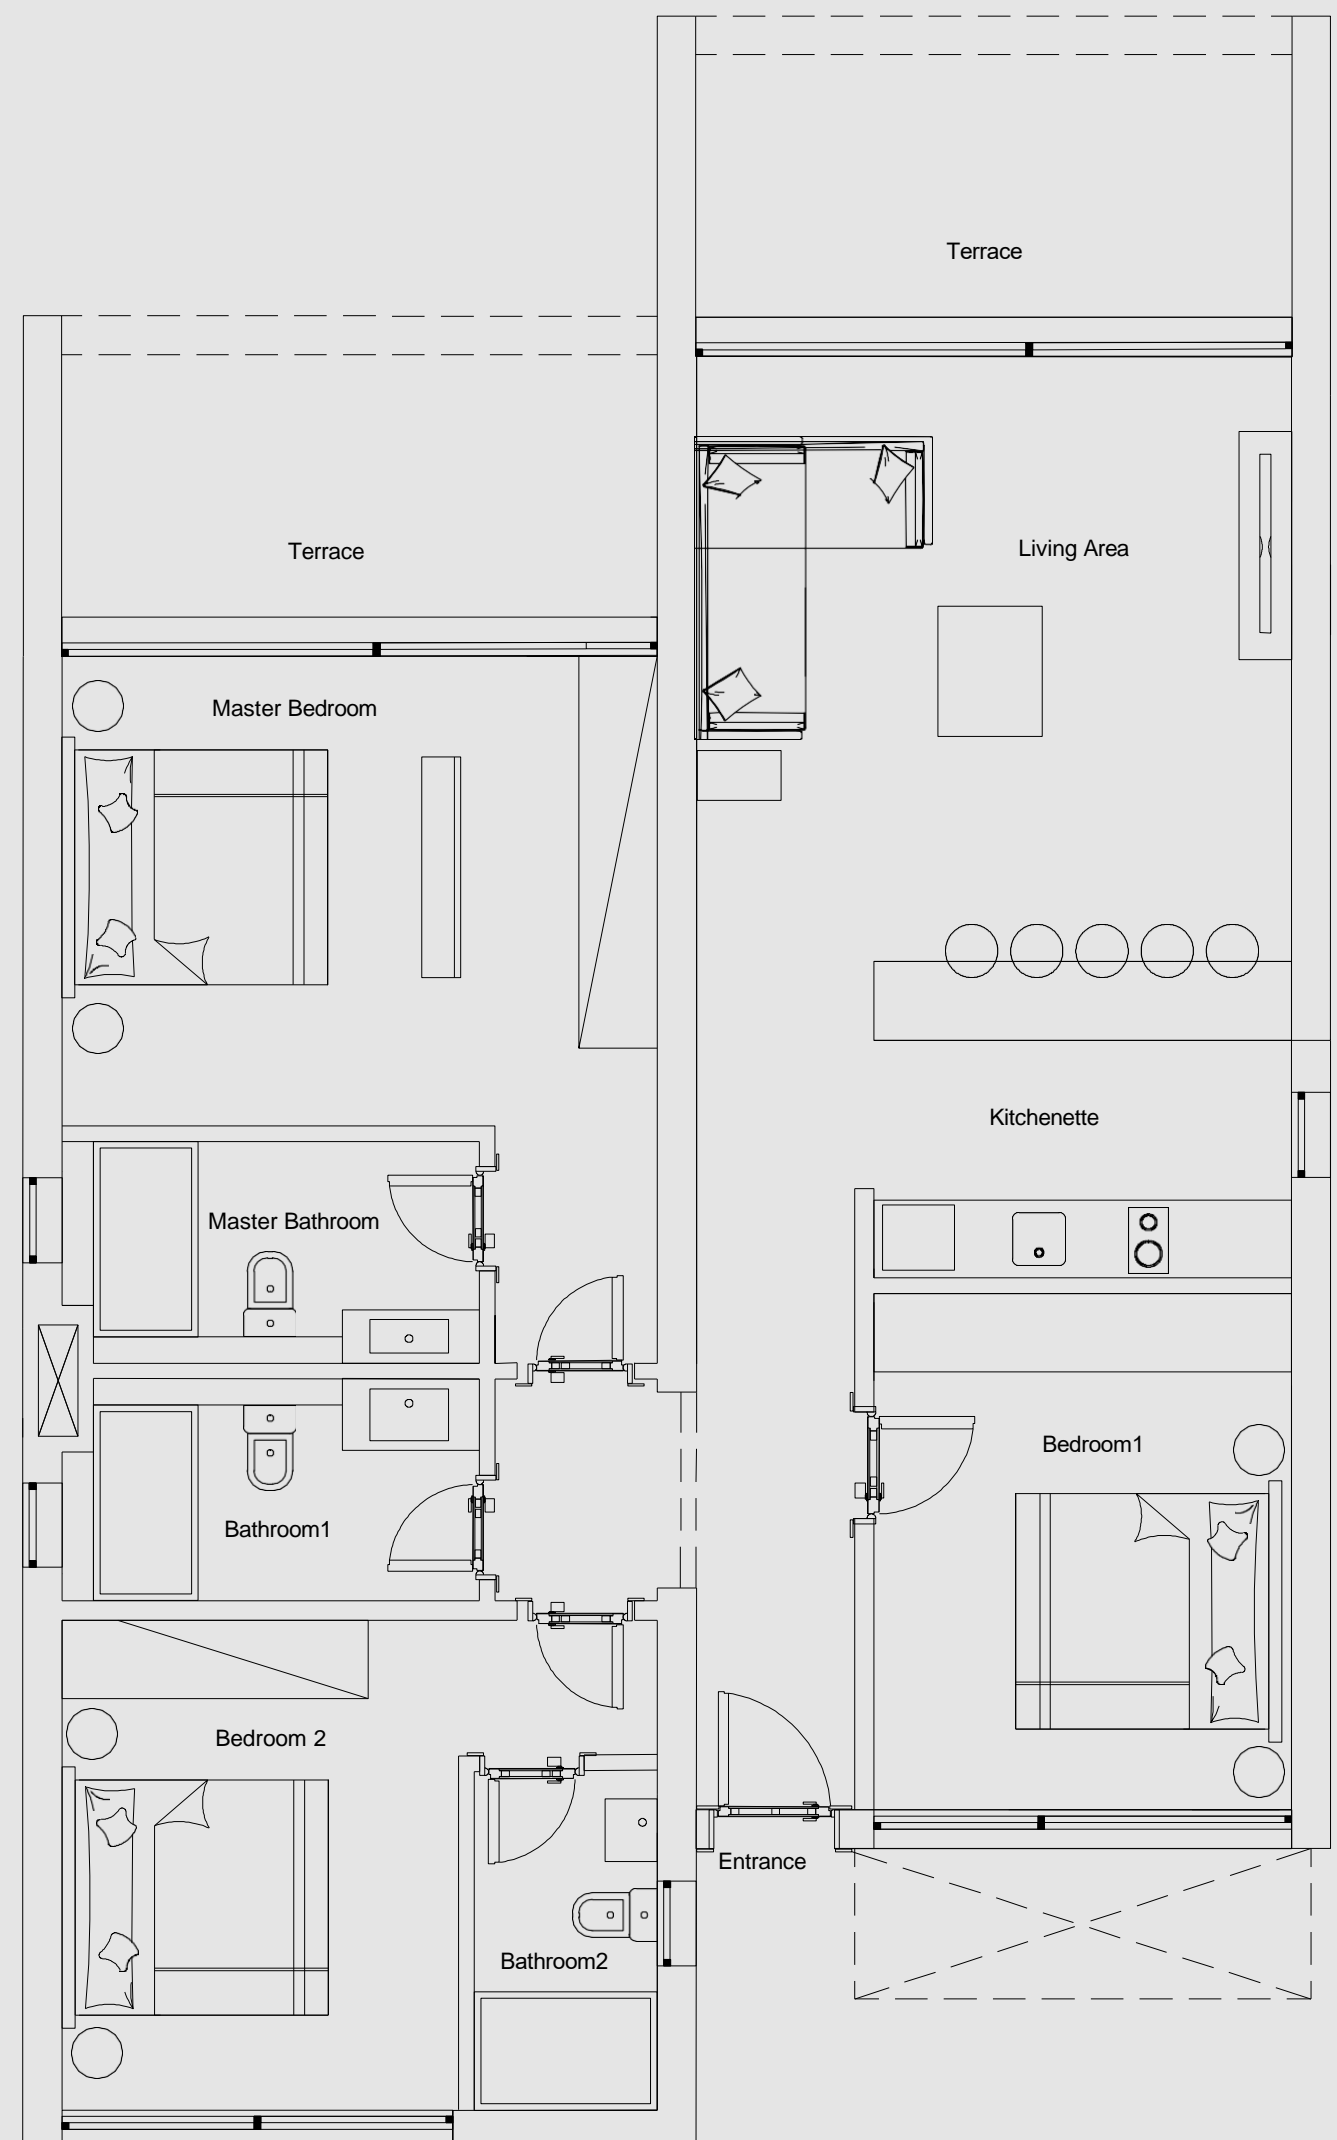 Terrace
Terrace
Living Area
Master Bedroom
Kitchenette
Master Bathroom
Bedroom1
Bathroom1
Bedroom 2
Entrance
Bathroom2